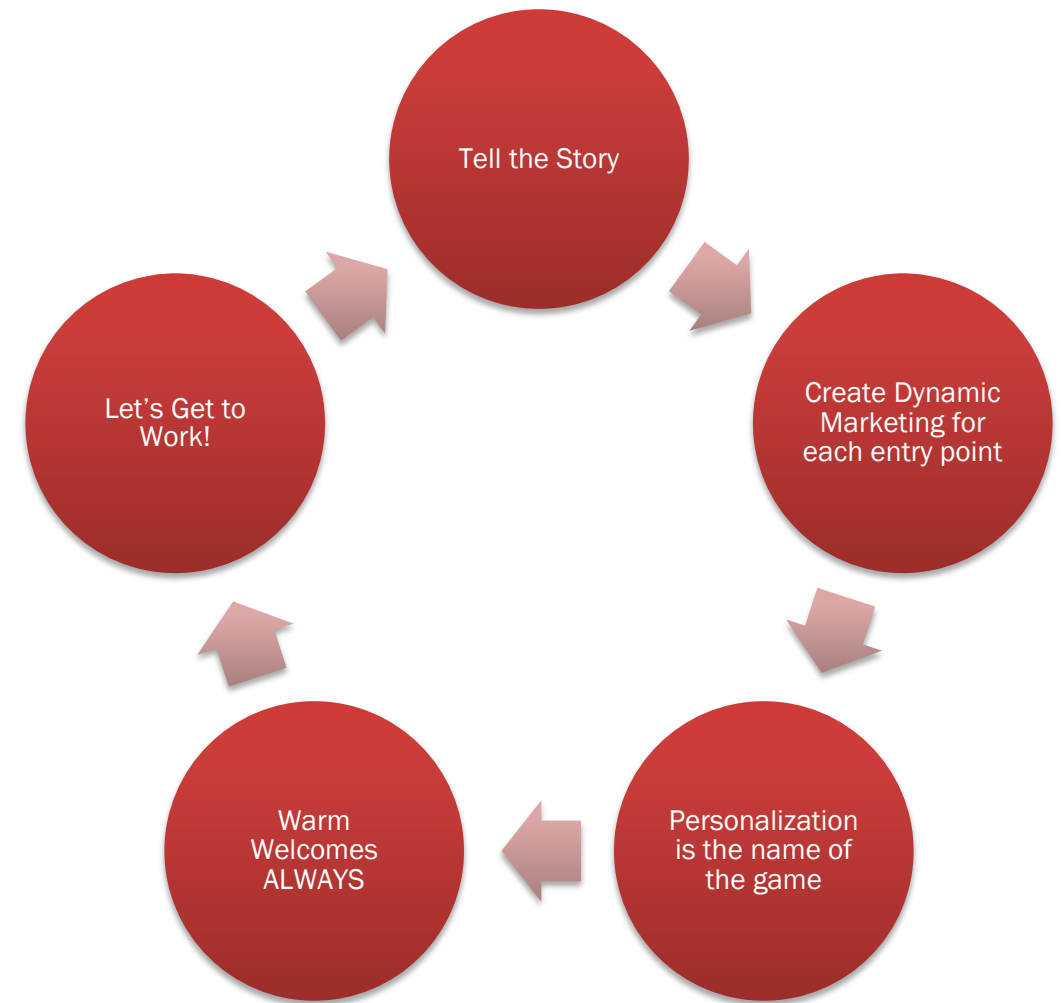 Tell the Story
Create Dynamic
Marketing for
each entry point
Personalization
is the name of
the game
Warm
Welcomes
ALWAYS
Let’s Get to
Work!